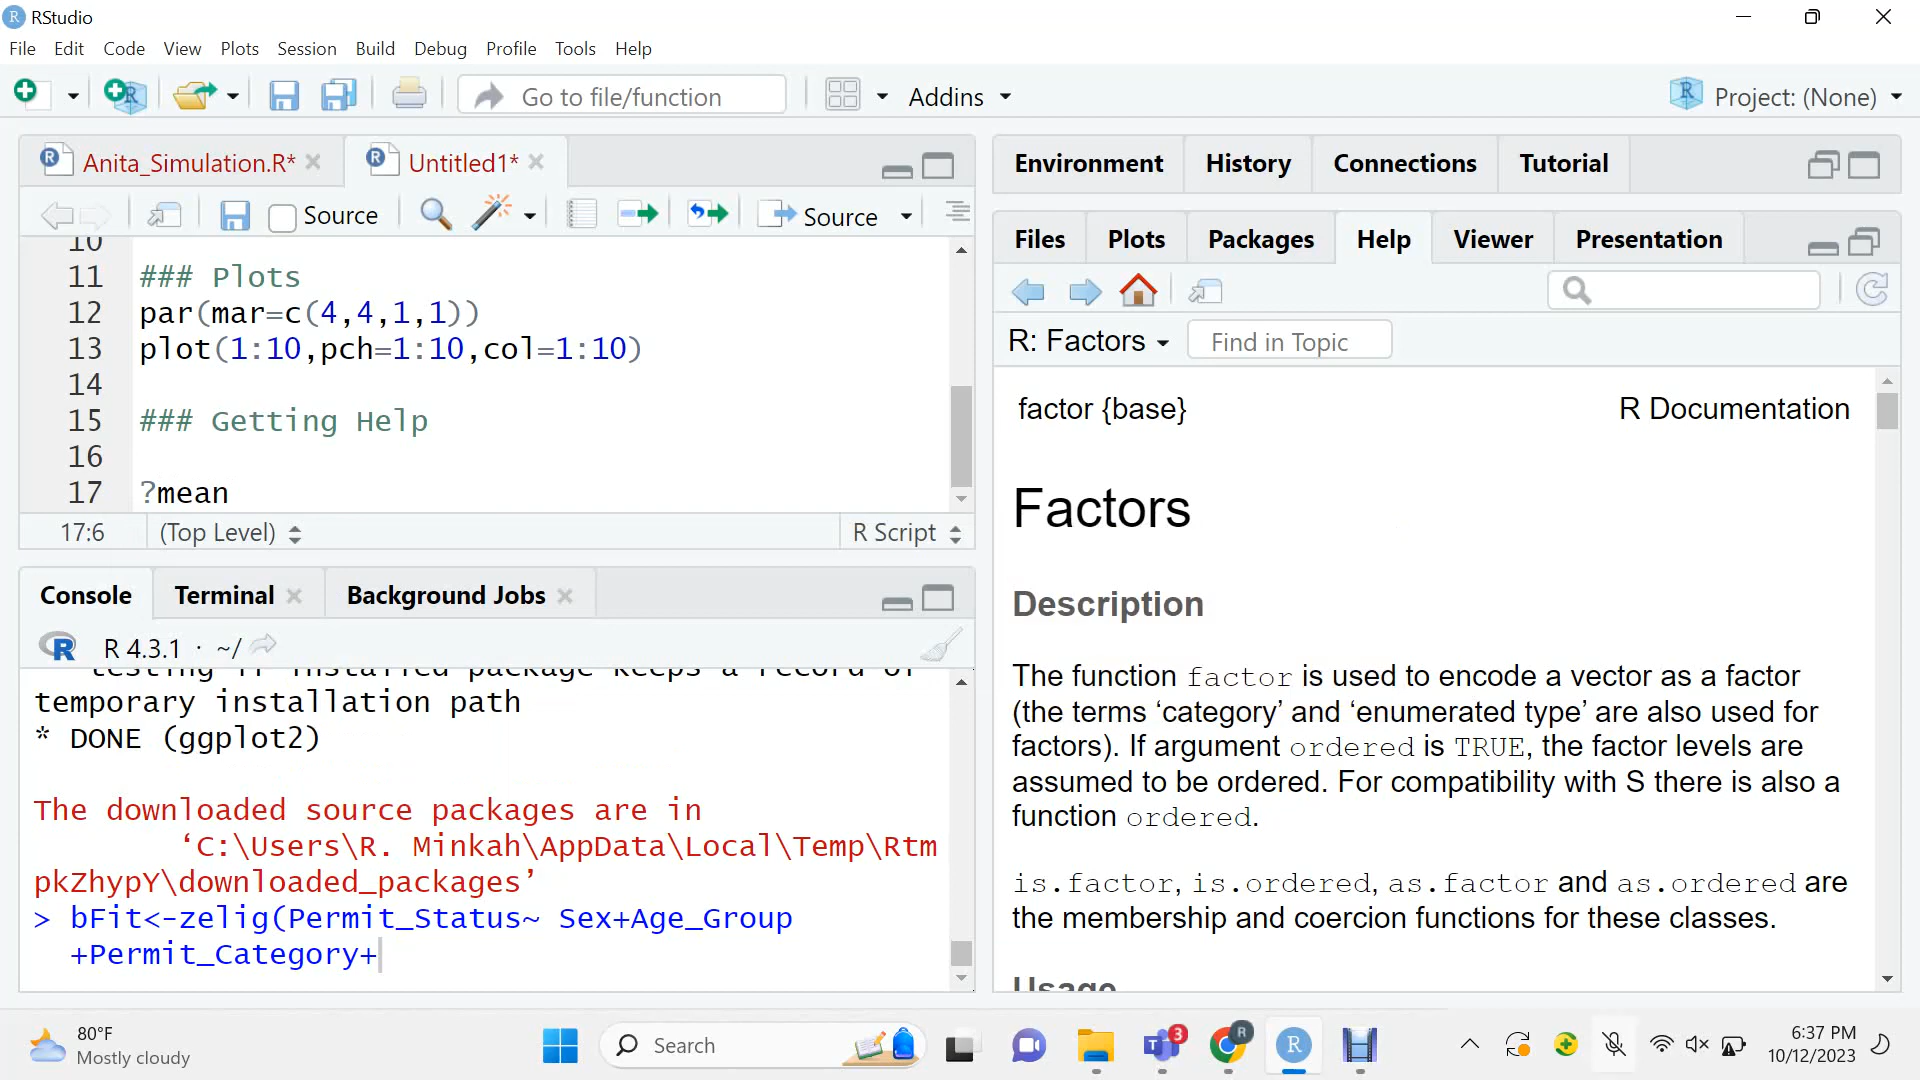 RStudio
File Edit Code View Plots Session Build Debug Profile Tools Help
Go to file/function Addins Project: (None)
Anita_Simulation.R* Untitled1*
Source Source
10
11 ### Plots
12 par(mar=c(4,4,1,1))
13 plot(1:10,pch=1:10,col=1:10)
14
15 ### Getting Help
16
17 ?mean
17:6 (Top Level) R Script
Console Terminal Background Jobs
R 4.3.1 · ~/
testing if installed package keeps a record of
temporary installation path
* DONE (ggplot2)
The downloaded source packages are in
‘C:\Users\R. Minkah\AppData\Local\Temp\Rtm
pkZhypY\downloaded_packages’
> bFit<-zelig(Permit_Status~ Sex+Age_Group
+Permit_Category+
Environment History Connections Tutorial
Files Plots Packages Help Viewer Presentation
R: Factors Find in Topic
factor {base} R Documentation
Factors
Description
The function factor is used to encode a vector as a factor
(the terms ‘category’ and ‘enumerated type’ are also used for
factors). If argument ordered is TRUE, the factor levels are
assumed to be ordered. For compatibility with S there is also a
function ordered.
is.factor, is.ordered, as.factor and as.ordered are
the membership and coercion functions for these classes.
Usage
80°F
Mostly cloudy
Search
3
R
6:37 PM
10/12/2023